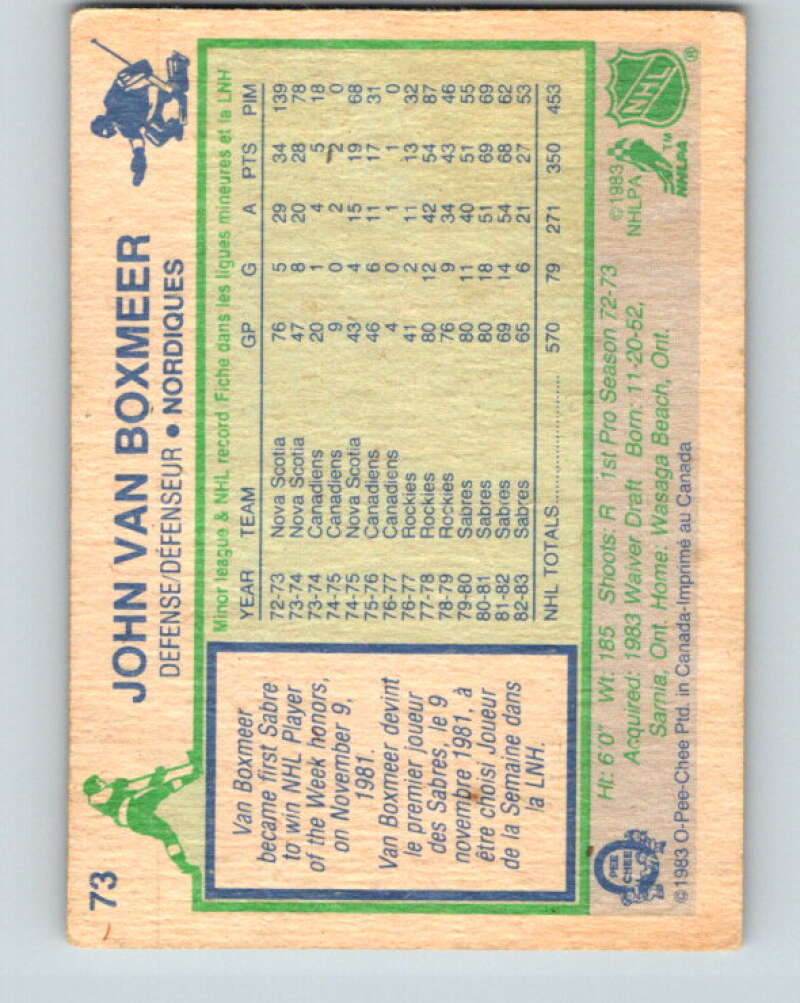 73
JOHN VAN BOXMEER
DEFENSE/DÉFENSEUR • NORDIQUES
Van Boxmeer
became first Sabre
to win NHL Player
of the Week honors,
on November 9,
1981.
Van Boxmeer devint
le premier joueur
des Sabres, le 9
novembre 1981, à
être choisi Joueur
de la Semaine dans
la LNH.
Minor league & NHL record Fiche dans les ligues mineures et la LNH
YEAR TEAM GP G A PTS PIM
72-73 Nova Scotia 76 5 29 34 139
73-74 Nova Scotia 47 8 20 28 78
73-74 Canadiens 20 1 4 5 18
74-75 Canadiens 9 0 2 2 0
74-75 Nova Scotia 43 4 15 19 68
75-76 Canadiens 46 6 11 17 31
76-77 Canadiens 4 0 1 1 0
76-77 Rockies 41 2 11 13 32
77-78 Rockies 80 12 42 54 87
78-79 Rockies 76 9 34 43 46
79-80 Sabres 80 11 40 51 55
80-81 Sabres 80 18 51 69 69
81-82 Sabres 69 14 54 68 62
82-83 Sabres 65 6 21 27 53
NHL TOTALS 570 79 271 350 453
Ht: 6'0" Wt: 185 Shoots: R 1st Pro Season 72-73
Acquired: 1983 Waiver Draft Born: 11-20-52,
Sarnia, Ont. Home: Wasaga Beach, Ont.
©1983 O-Pee-Chee Ptd. in Canada-Imprimé au Canada
O
PEE
CHEE
©1983
NHLPA
NHLPA
TM
NHL
®